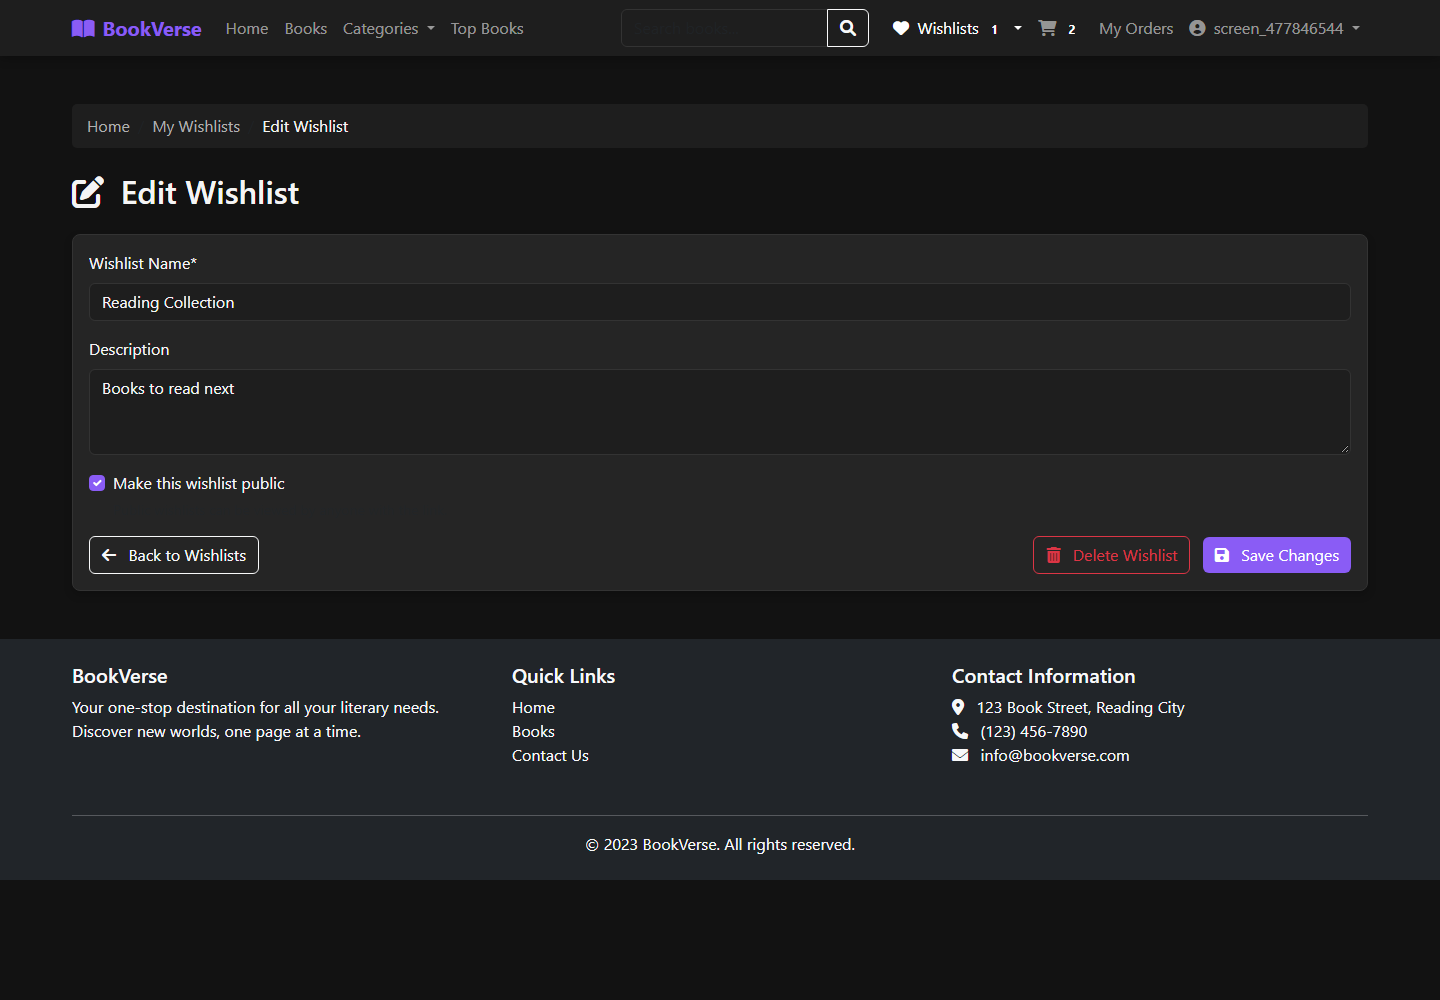 BookVerse Home Books Categories Top Books Wishlists 1 2 My Orders screen_477846544
Home My Wishlists Edit Wishlist
Edit Wishlist
Wishlist Name*
Reading Collection
Description
Books to read next
Make this wishlist public
Back to Wishlists Delete Wishlist Save Changes
BookVerse
Your one-stop destination for all your literary needs.
Discover new worlds, one page at a time.
Quick Links
Home
Books
Contact Us
Contact Information
123 Book Street, Reading City
(123) 456-7890
info@bookverse.com
© 2023 BookVerse. All rights reserved.